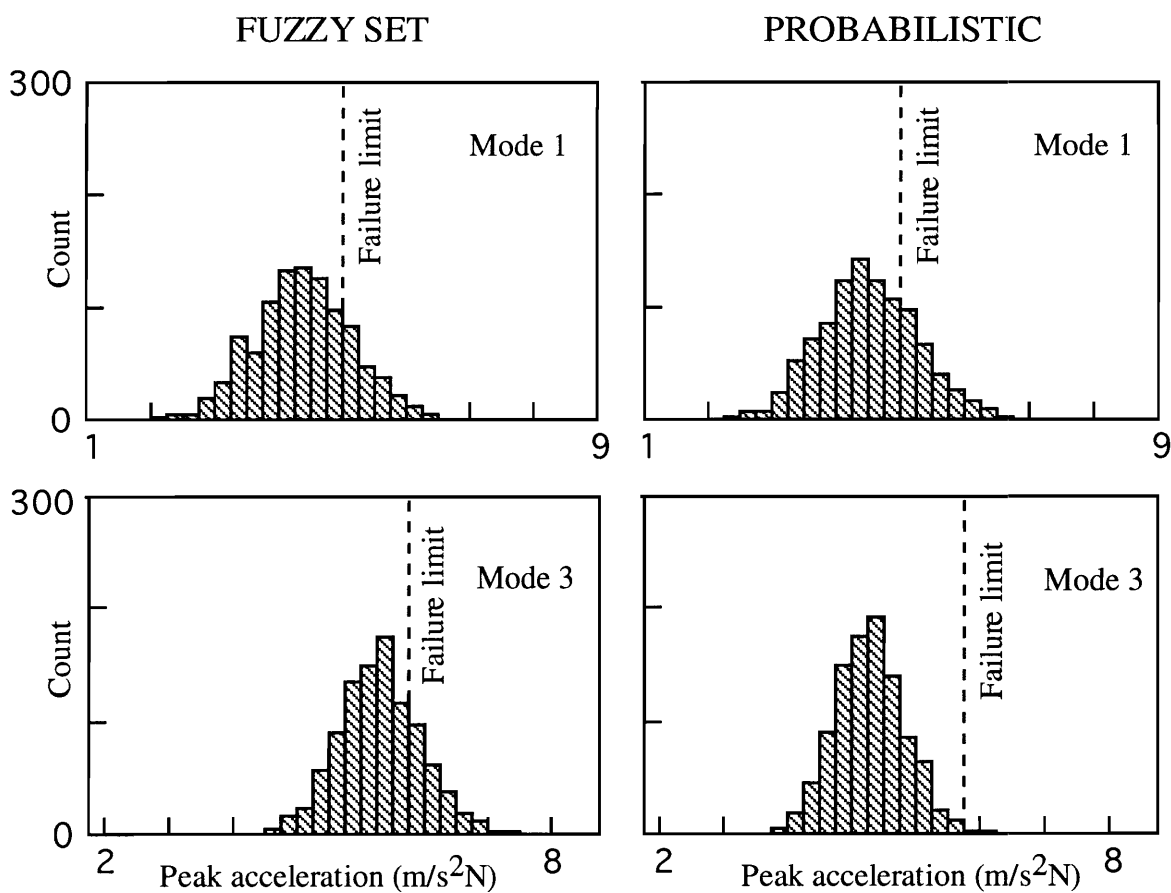 FUZZY SET
PROBABILISTIC
300
Count
0
Failure limit
Mode 1
1
9
Failure limit
Mode 1
1
9
300
Count
0
Failure limit
Mode 3
2
8
Peak acceleration (m/s²N)
Failure limit
Mode 3
2
8
Peak acceleration (m/s²N)